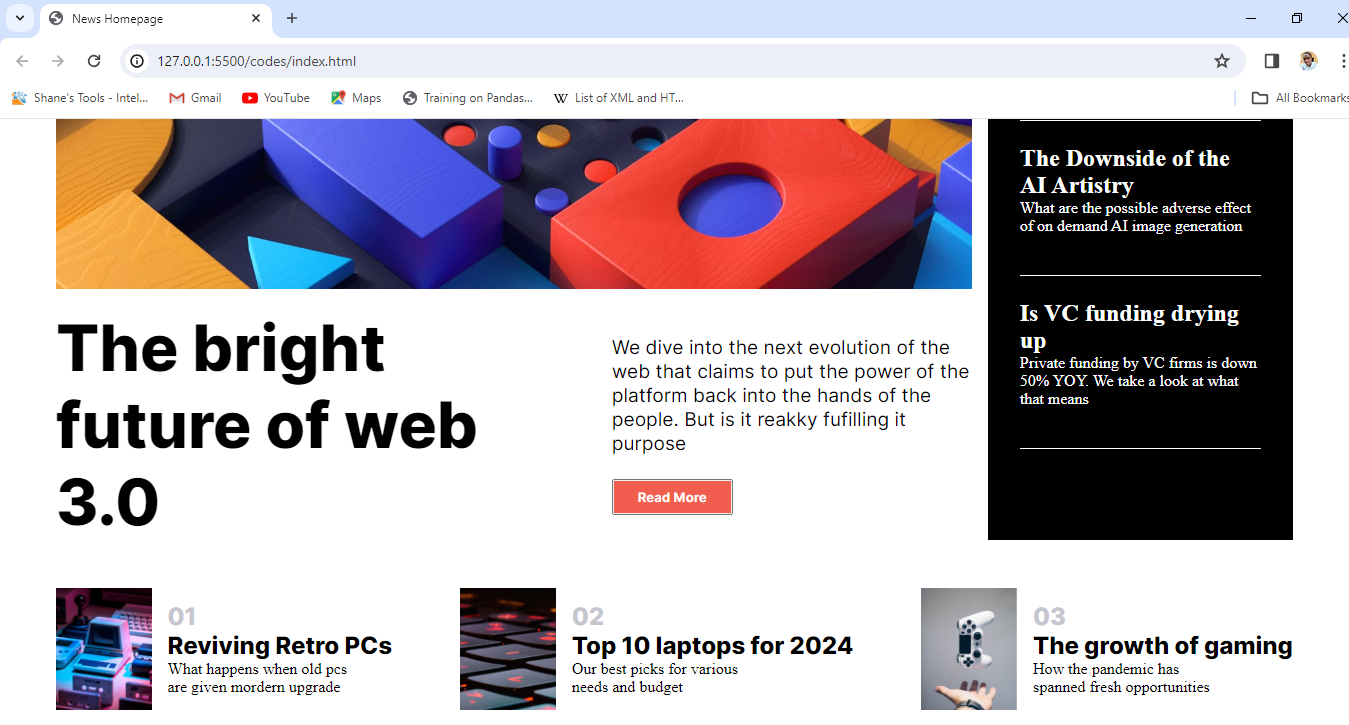 News Homepage
127.0.0.1:5500/codes/index.html
Shane's Tools - Intel...
Gmail
YouTube
Maps
Training on Pandas...
List of XML and HT...
All Bookmarks
The bright
future of web
3.0
We dive into the next evolution of the
web that claims to put the power of the
platform back into the hands of the
people. But is it reakky fufilling it
purpose
Read More
The Downside of the
AI Artistry
What are the possible adverse effect
of on demand AI image generation
Is VC funding drying
up
Private funding by VC firms is down
50% YOY. We take a look at what
that means
01
Reviving Retro PCs
What happens when old pcs
are given mordern upgrade
02
Top 10 laptops for 2024
Our best picks for various
needs and budget
03
The growth of gaming
How the pandemic has
spanned fresh opportunities